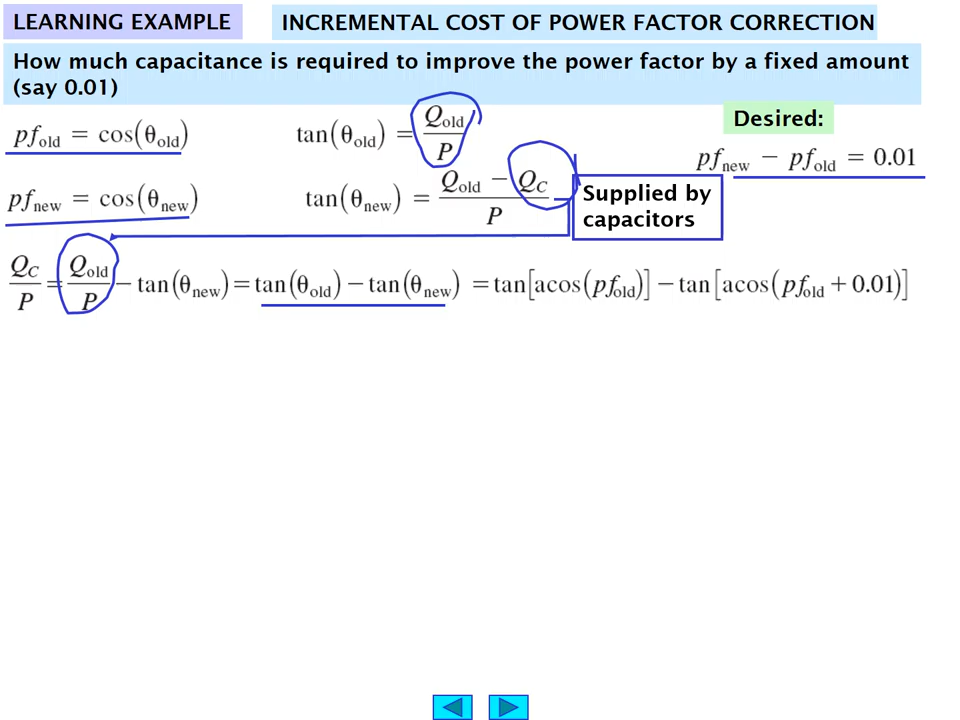 LEARNING EXAMPLE
INCREMENTAL COST OF POWER FACTOR CORRECTION
How much capacitance is required to improve the power factor by a fixed amount
(say 0.01)
pf_old = cos(θ_old)
tan(θ_old) = Q_old / P
Desired:
pf_new − pf_old = 0.01
pf_new = cos(θ_new)
tan(θ_new) = (Q_old − Q_C) / P
Supplied by
capacitors
Q_C / P = Q_old / P − tan(θ_new) = tan(θ_old) − tan(θ_new) = tan[acos(pf_old)] − tan[acos(pf_old + 0.01)]